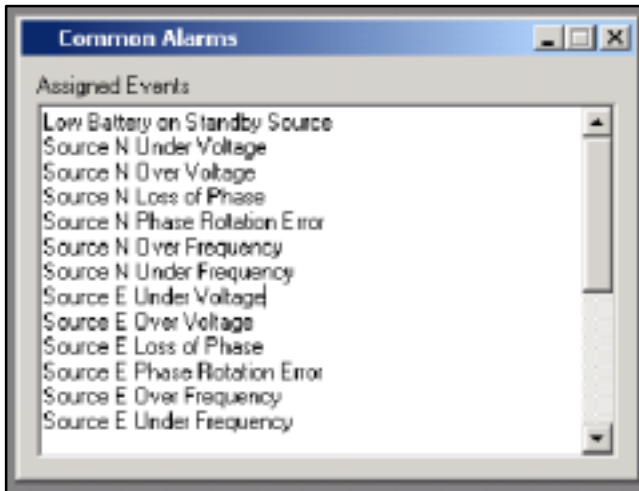 Common Alarms
Assigned Events
Low Battery on Standby Source
Source N Under Voltage
Source N Over Voltage
Source N Loss of Phase
Source N Phase Rotation Error
Source N Over Frequency
Source N Under Frequency
Source E Under Voltage
Source E Over Voltage
Source E Loss of Phase
Source E Phase Rotation Error
Source E Over Frequency
Source E Under Frequency